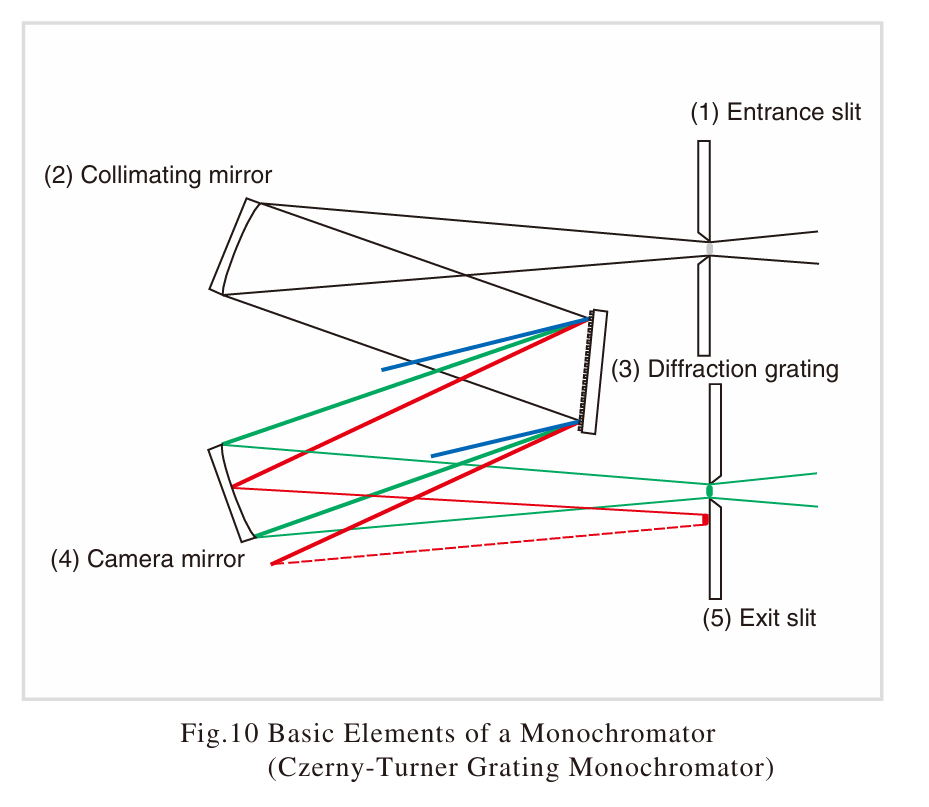 (1) Entrance slit
(2) Collimating mirror
(3) Diffraction grating
(4) Camera mirror
(5) Exit slit
Fig.10 Basic Elements of a Monochromator
(Czerny-Turner Grating Monochromator)